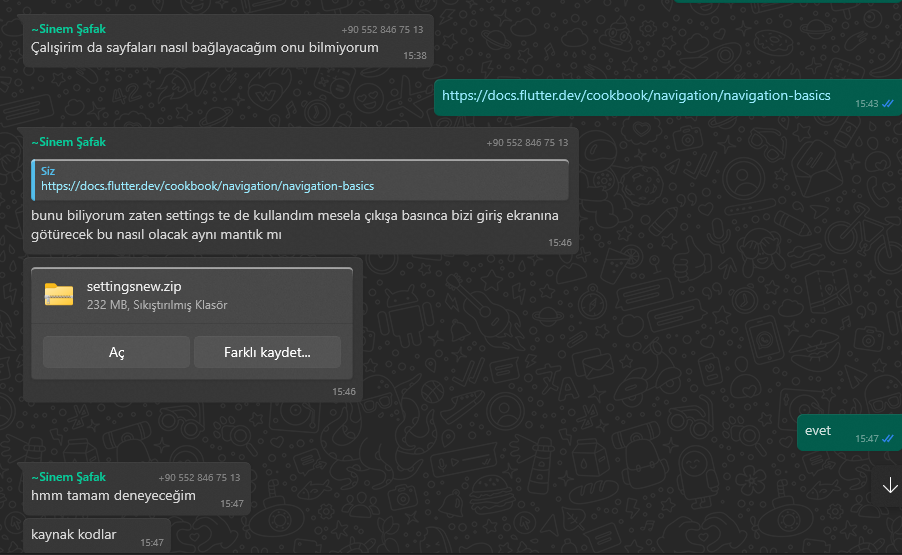 ~Sinem Şafak
+90 552 846 75 13
Çalışirim da sayfaları nasıl bağlayacağım onu bilmiyorum
15:38
https://docs.flutter.dev/cookbook/navigation/navigation-basics
15:43
~Sinem Şafak
+90 552 846 75 13
Siz
https://docs.flutter.dev/cookbook/navigation/navigation-basics
bunu biliyorum zaten settings te de kullandım mesela çıkışa basınca bizi giriş ekranına
götürecek bu nasıl olacak aynı mantık mı
15:46
settingsnew.zip
232 MB, Sıkıştırılmış Klasör
Aç
Farklı kaydet...
15:46
evet
15:47
~Sinem Şafak
+90 552 846 75 13
hmm tamam deneyeceğim
15:47
kaynak kodlar
15:47